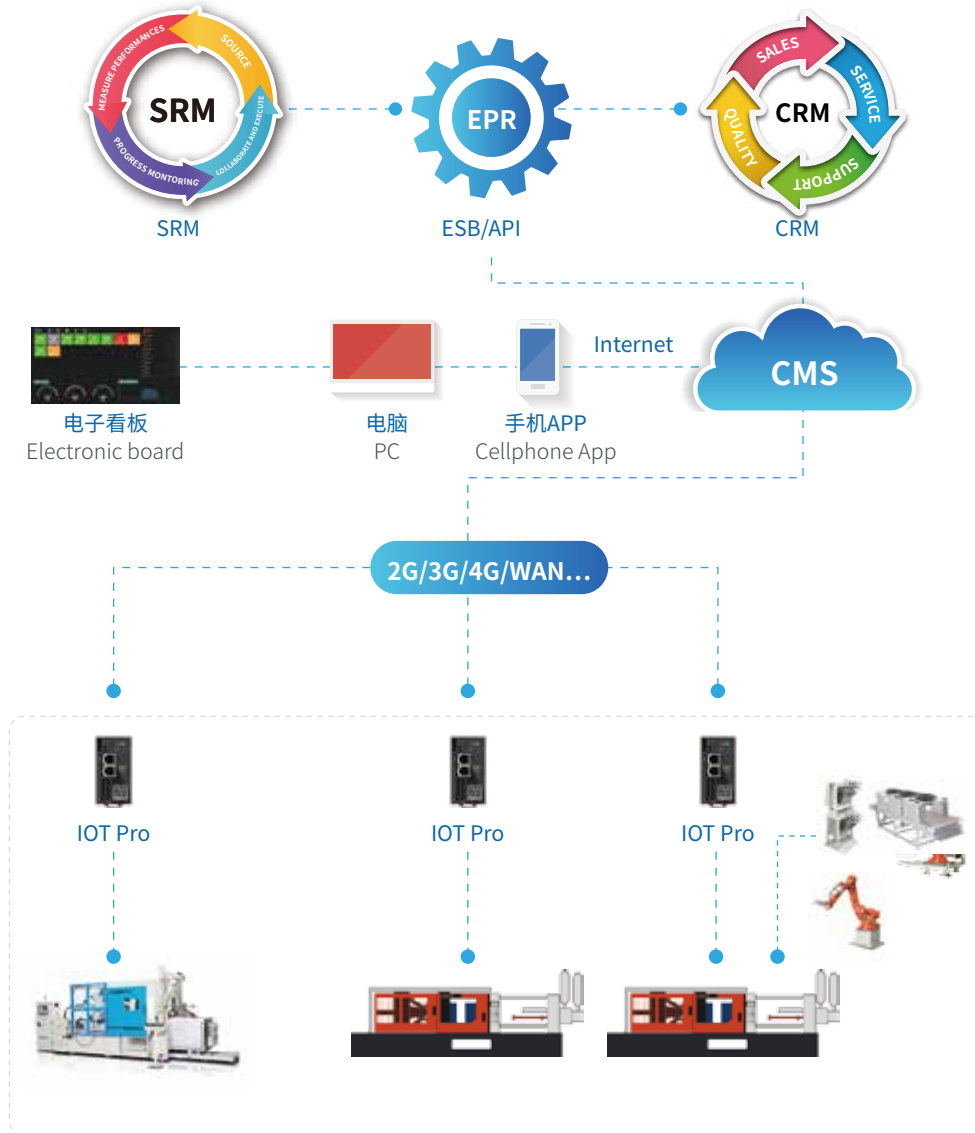 MEASURE PERFORMANCES
SOURCE
SRM
PROGRESS MONTORING
COLLABORATE AND EXECUTE
EPR
SALES
SERVICE
CRM
QUALITY
SUPPORT
SRM
ESB/API
CRM
Internet
CMS
电子看板
电脑
手机APP
Electronic board
PC
Cellphone App
2G/3G/4G/WAN...
IOT Pro
IOT Pro
IOT Pro